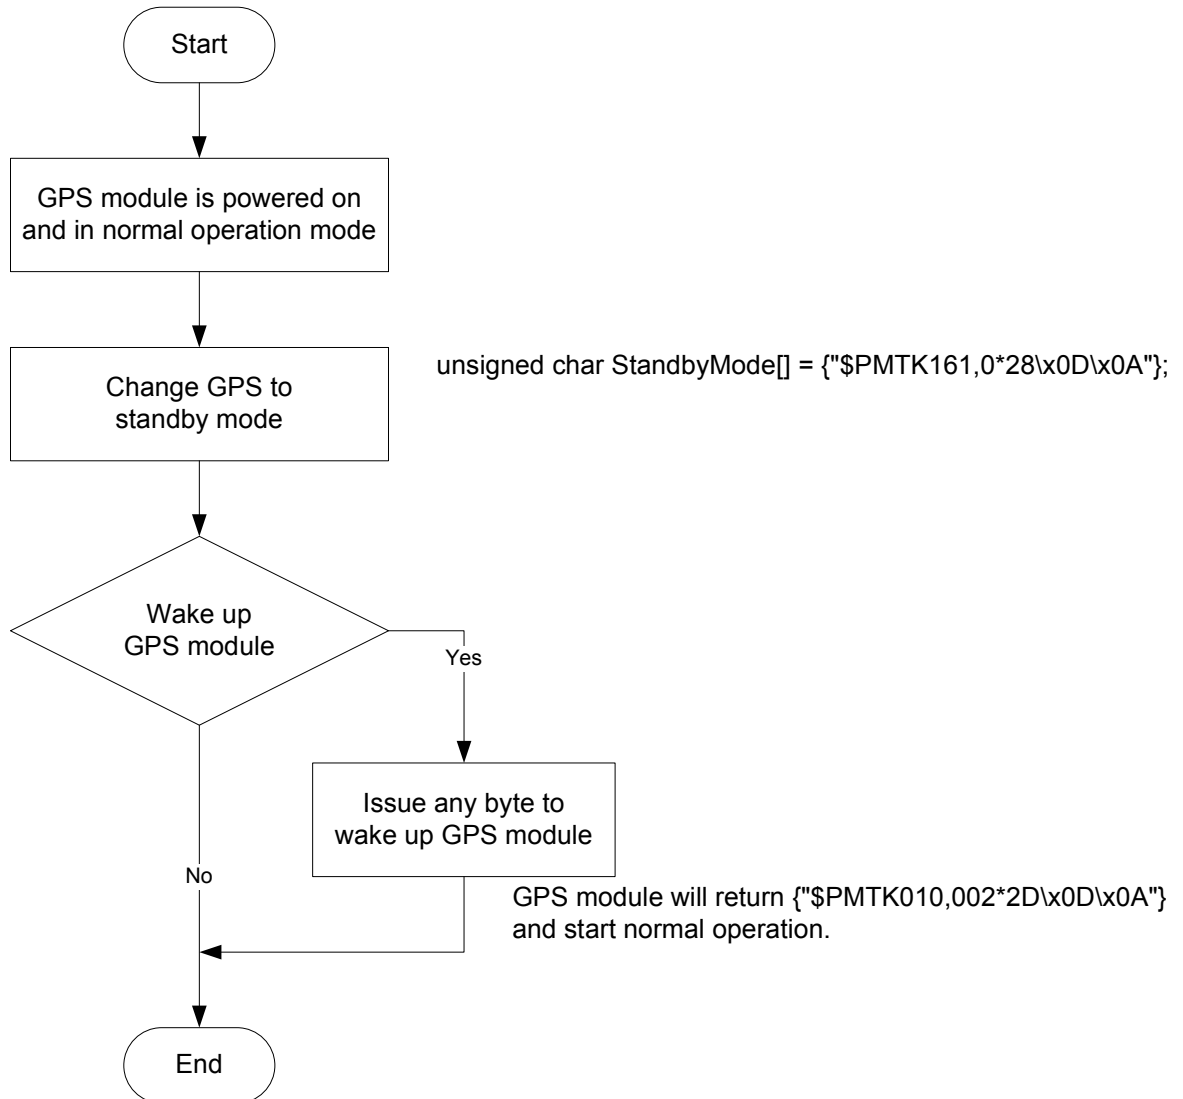 Start
GPS module is powered on
and in normal operation mode
Change GPS to
standby mode
unsigned char StandbyMode[] = {"$PMTK161,0*28\x0D\x0A"};
Wake up
GPS module
Yes
Issue any byte to
wake up GPS module
No
GPS module will return {"$PMTK010,002*2D\x0D\x0A"}
and start normal operation.
End